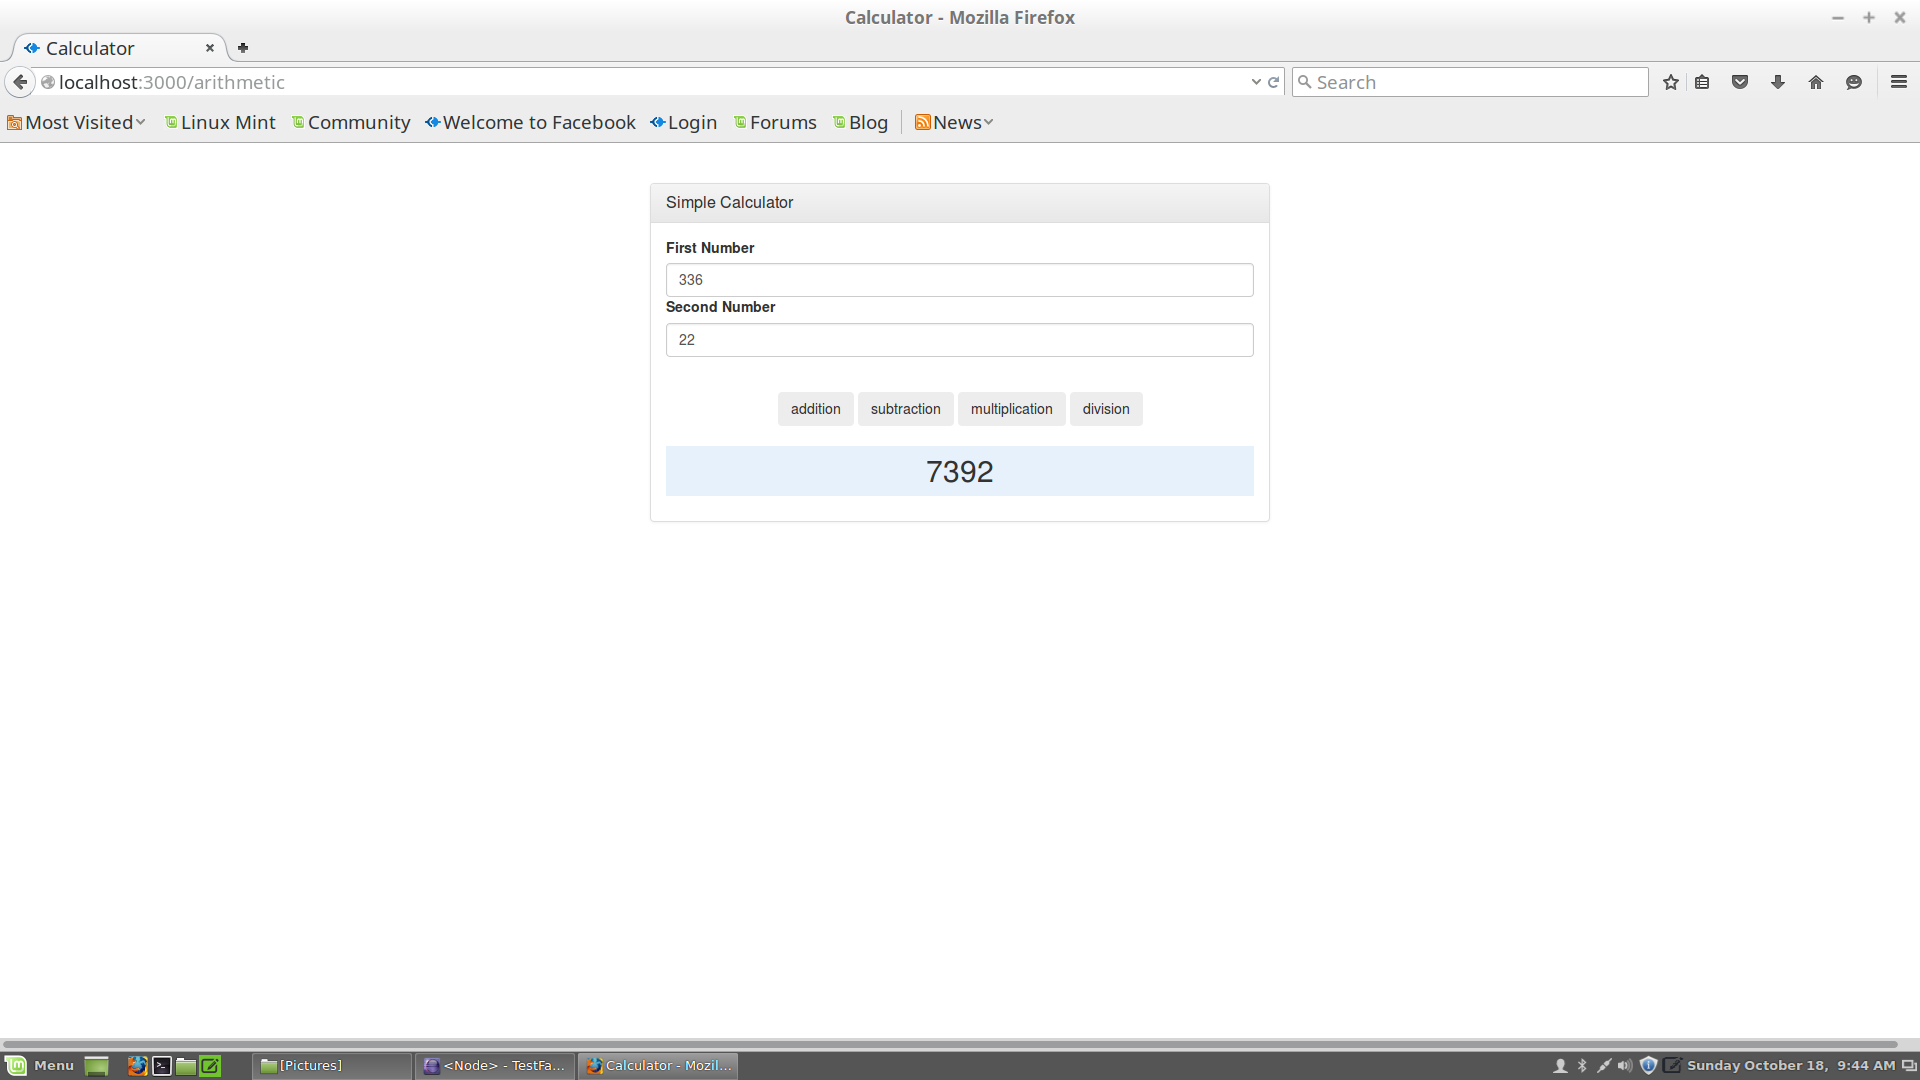 Calculator - Mozilla Firefox
Calculator
localhost:3000/arithmetic
Search
Most Visited Linux Mint Community Welcome to Facebook Login Forums Blog News
Simple Calculator
First Number
336
Second Number
22
addition subtraction multiplication division
7392
Menu [Pictures] <Node> - TestFa... Calculator - Mozil... Sunday October 18, 9:44 AM